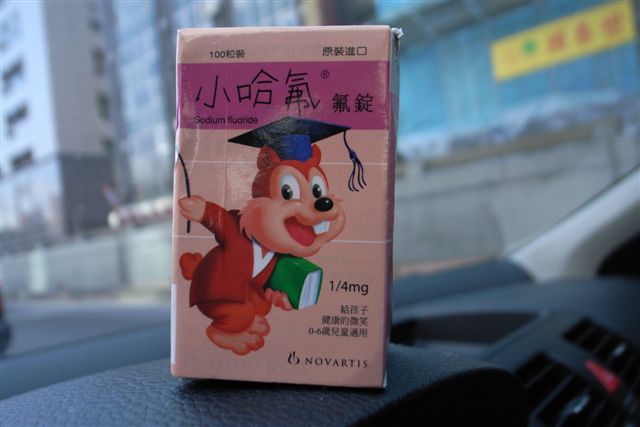 100粒裝 原裝進口
小哈氟® 氟錠
Sodium fluoride
1/4mg
給孩子
健康的微笑
0-6歲兒童適用
NOVARTIS